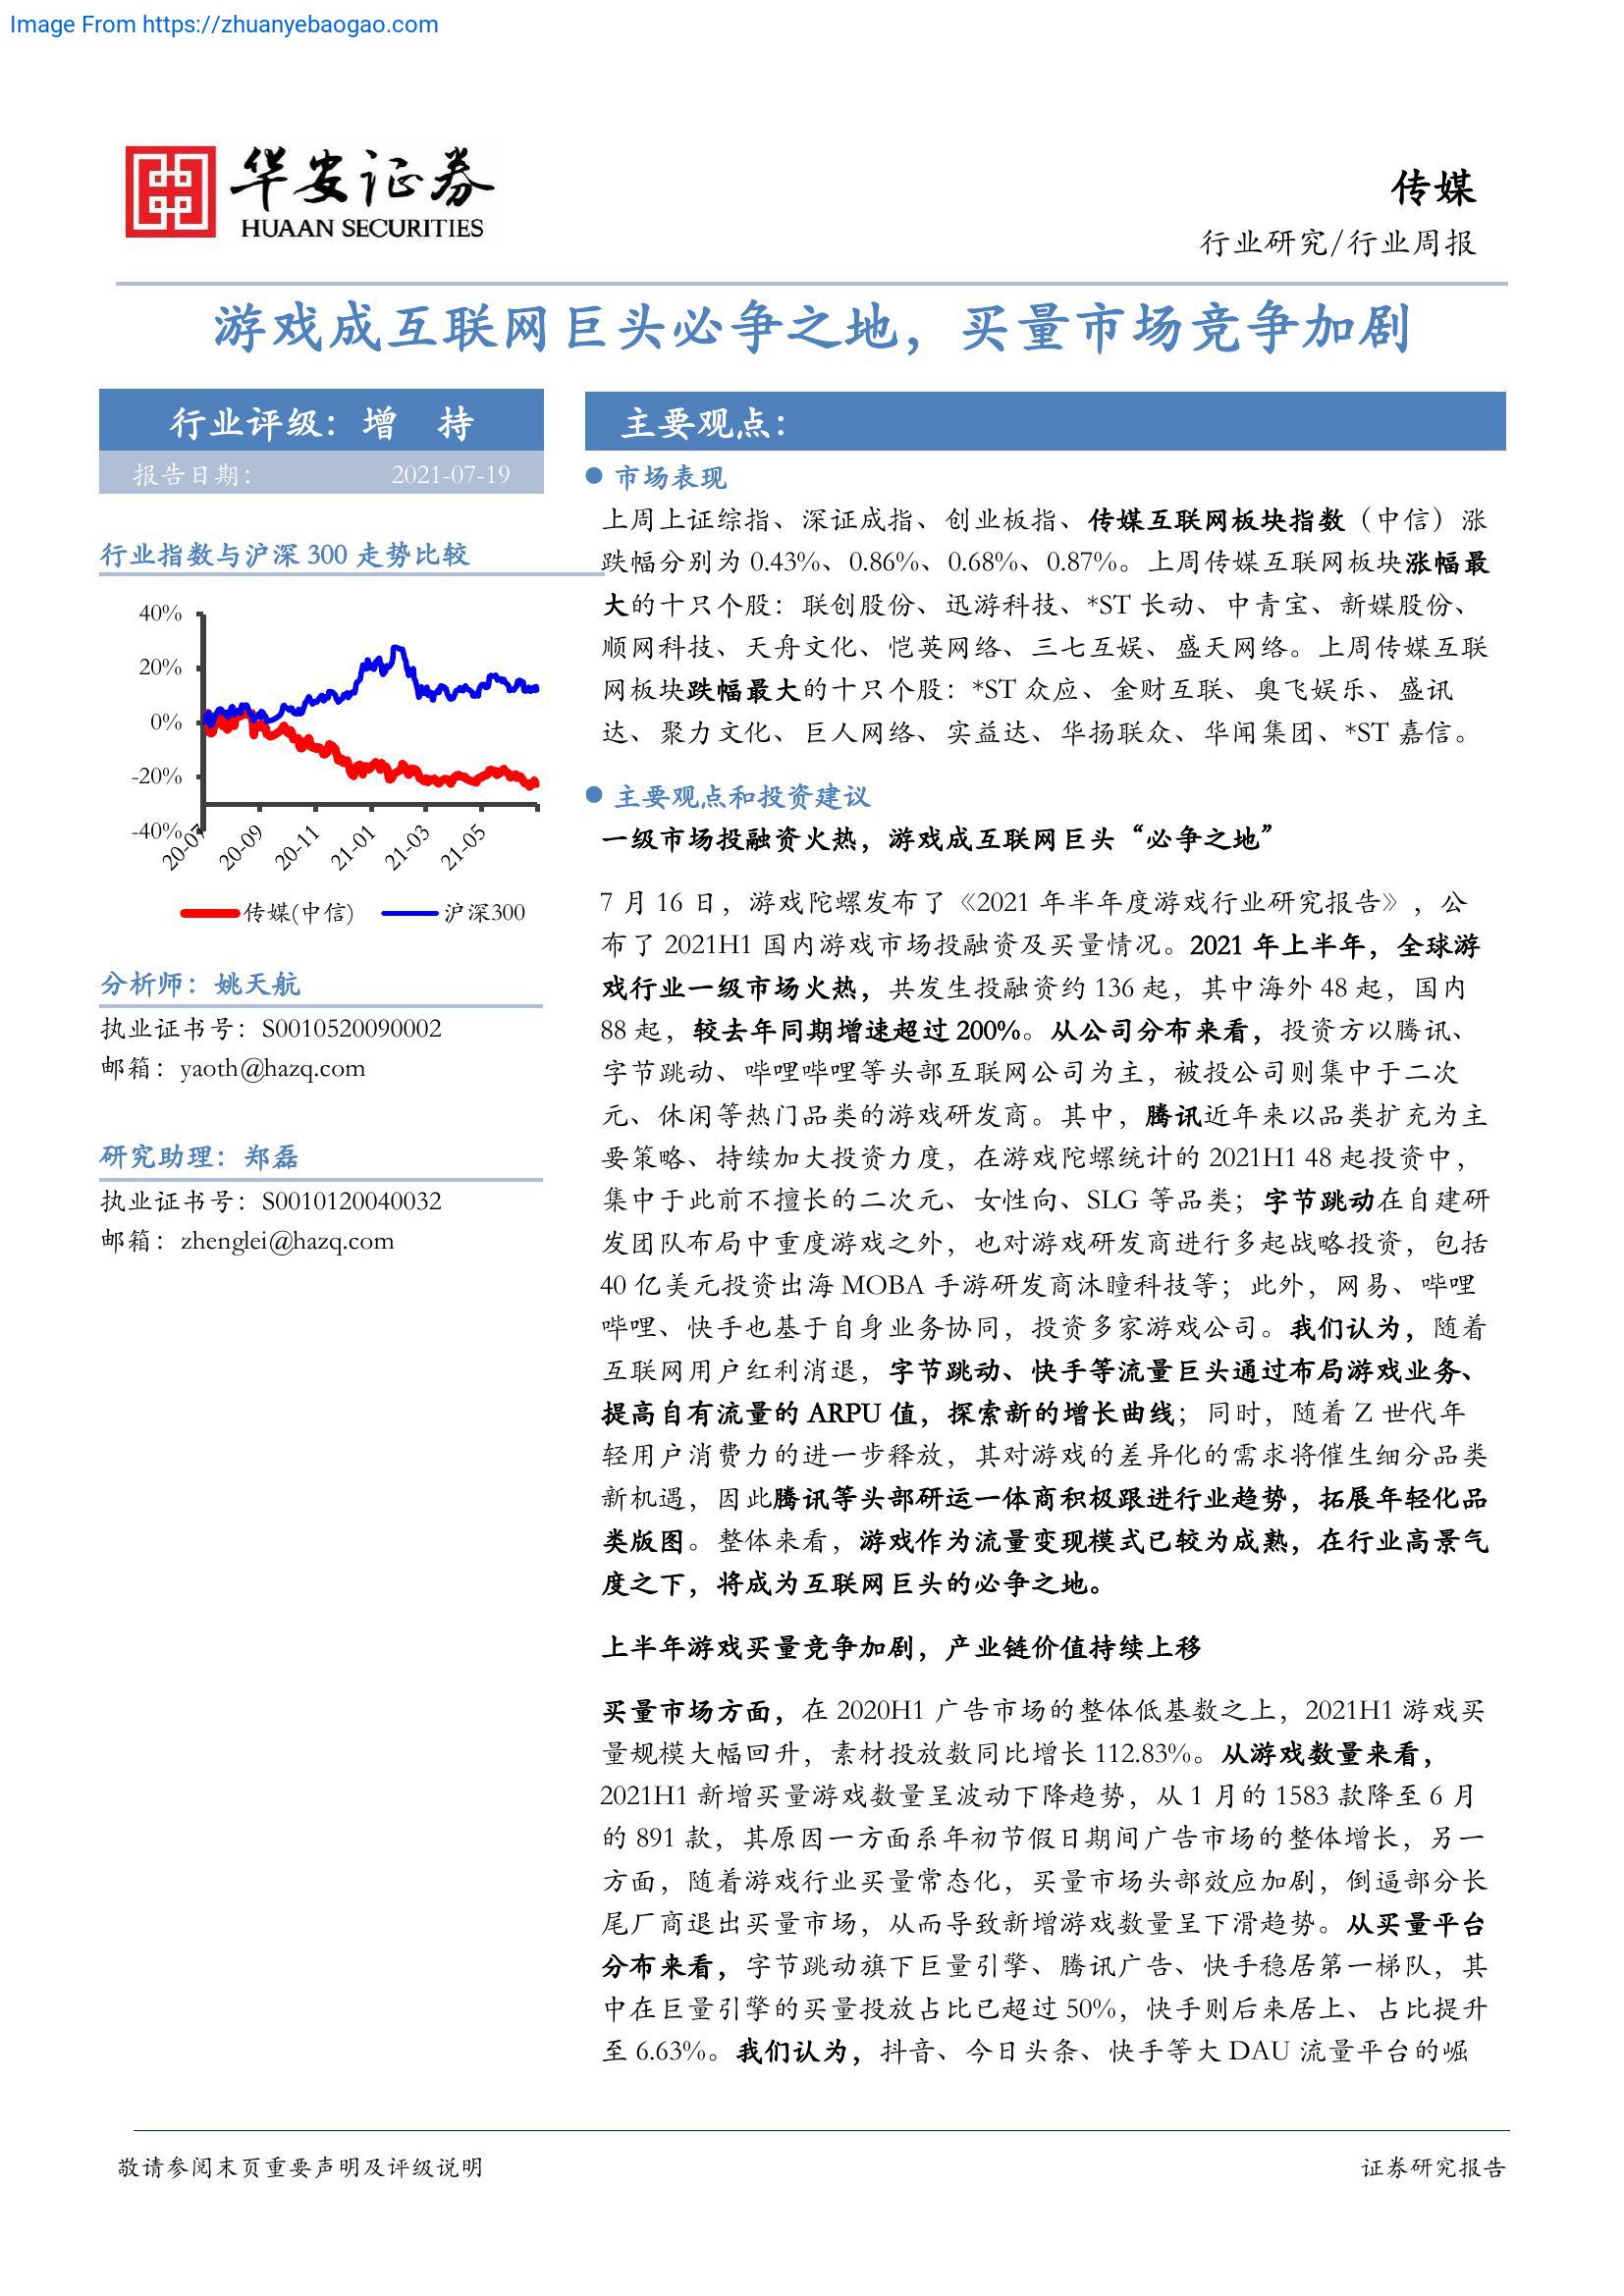 Image From https://zhuanyebaogao.com
华安证券
HUAAN SECURITIES
传媒
行业研究/行业周报
游戏成互联网巨头必争之地，买量市场竞争加剧
行业评级：增 持
报告日期： 2021-07-19
行业指数与沪深 300 走势比较
40%
20%
0%
-20%
-40%
20-07
20-09
20-11
21-01
21-03
21-05
传媒(中信)
沪深300
分析师：姚天航
执业证书号：S0010520090002
邮箱：yaoth@hazq.com
研究助理：郑磊
执业证书号：S0010120040032
邮箱：zhenglei@hazq.com
主要观点：
市场表现
上周上证综指、深证成指、创业板指、传媒互联网板块指数（中信）涨
跌幅分别为 0.43%、0.86%、0.68%、0.87%。上周传媒互联网板块涨幅最
大的十只个股：联创股份、迅游科技、*ST 长动、中青宝、新媒股份、
顺网科技、天舟文化、恺英网络、三七互娱、盛天网络。上周传媒互联
网板块跌幅最大的十只个股：*ST 众应、金财互联、奥飞娱乐、盛讯
达、聚力文化、巨人网络、实益达、华扬联众、华闻集团、*ST 嘉信。
主要观点和投资建议
一级市场投融资火热，游戏成互联网巨头“必争之地”
7 月 16 日，游戏陀螺发布了《2021 年半年度游戏行业研究报告》，公
布了 2021H1 国内游戏市场投融资及买量情况。2021 年上半年，全球游
戏行业一级市场火热，共发生投融资约 136 起，其中海外 48 起，国内
88 起，较去年同期增速超过 200%。从公司分布来看，投资方以腾讯、
字节跳动、哔哩哔哩等头部互联网公司为主，被投公司则集中于二次
元、休闲等热门品类的游戏研发商。其中，腾讯近年来以品类扩充为主
要策略、持续加大投资力度，在游戏陀螺统计的 2021H1 48 起投资中，
集中于此前不擅长的二次元、女性向、SLG 等品类；字节跳动在自建研
发团队布局中重度游戏之外，也对游戏研发商进行多起战略投资，包括
40 亿美元投资出海 MOBA 手游研发商沐瞳科技等；此外，网易、哔哩
哔哩、快手也基于自身业务协同，投资多家游戏公司。我们认为，随着
互联网用户红利消退，字节跳动、快手等流量巨头通过布局游戏业务、
提高自有流量的 ARPU 值，探索新的增长曲线；同时，随着 Z 世代年
轻用户消费力的进一步释放，其对游戏的差异化的需求将催生细分品类
新机遇，因此腾讯等头部研运一体商积极跟进行业趋势，拓展年轻化品
类版图。整体来看，游戏作为流量变现模式已较为成熟，在行业高景气
度之下，将成为互联网巨头的必争之地。
上半年游戏买量竞争加剧，产业链价值持续上移
买量市场方面，在 2020H1 广告市场的整体低基数之上，2021H1 游戏买
量规模大幅回升，素材投放数同比增长 112.83%。从游戏数量来看，
2021H1 新增买量游戏数量呈波动下降趋势，从 1 月的 1583 款降至 6 月
的 891 款，其原因一方面系年初节假日期间广告市场的整体增长，另一
方面，随着游戏行业买量常态化，买量市场头部效应加剧，倒逼部分长
尾厂商退出买量市场，从而导致新增游戏数量呈下滑趋势。从买量平台
分布来看，字节跳动旗下巨量引擎、腾讯广告、快手稳居第一梯队，其
中在巨量引擎的买量投放占比已超过 50%，快手则后来居上、占比提升
至 6.63%。我们认为，抖音、今日头条、快手等大 DAU 流量平台的崛
敬请参阅末页重要声明及评级说明
证券研究报告